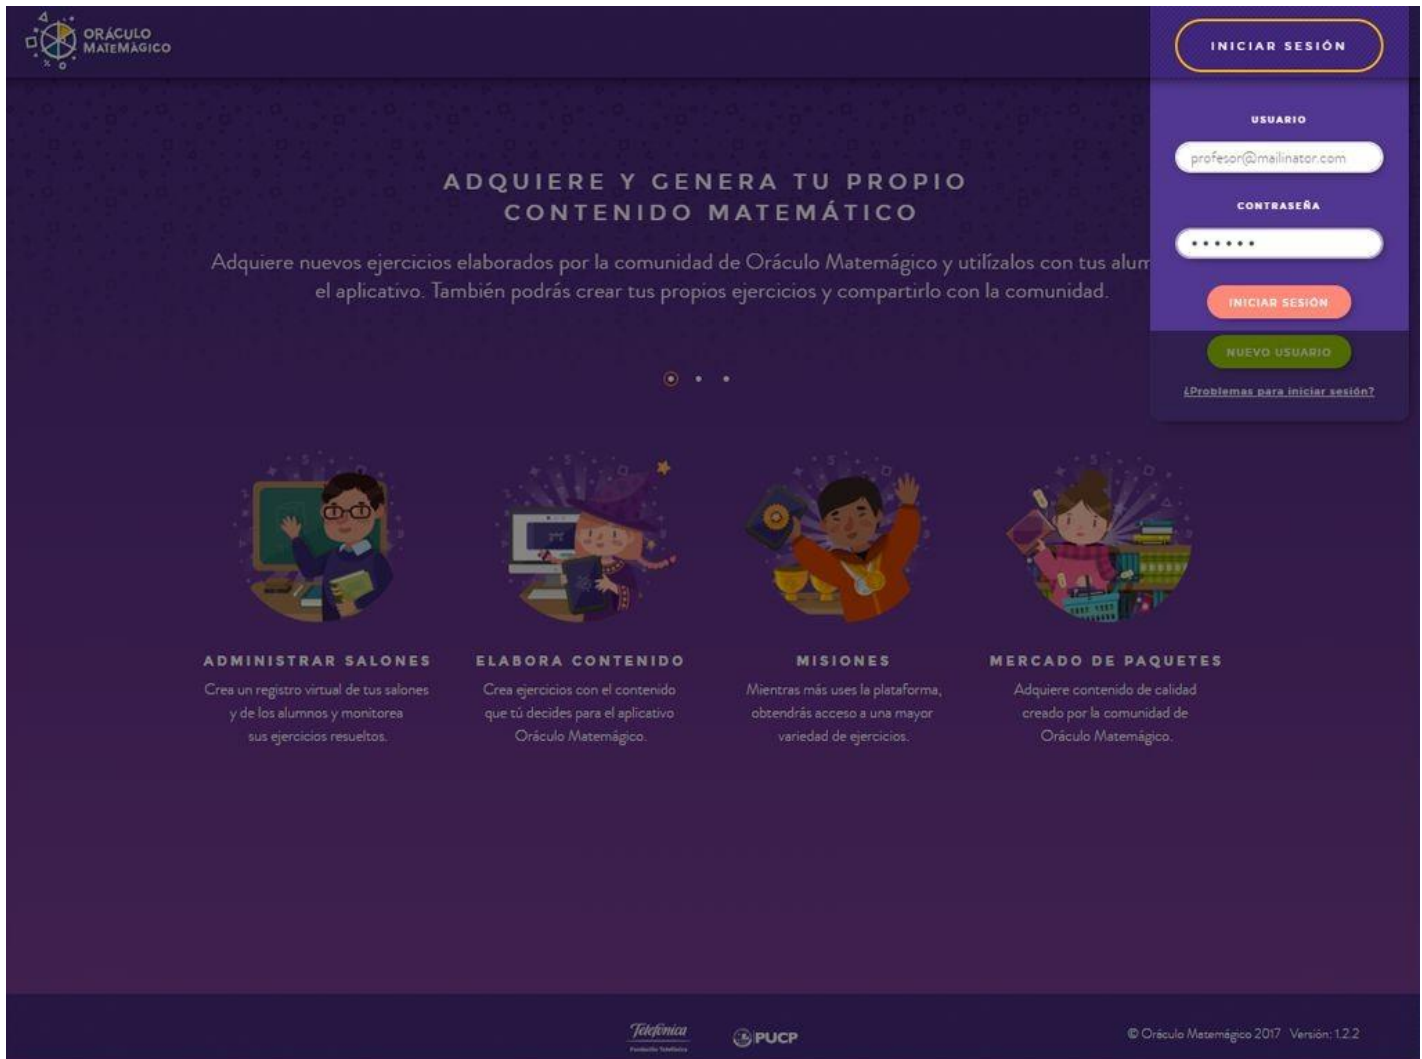 ORÁCULO
MATEMÁGICO
INICIAR SESIÓN
USUARIO
profesor@mailinator.com
CONTRASEÑA
••••••
INICIAR SESIÓN
NUEVO USUARIO
¿Problemas para iniciar sesión?
ADQUIERE Y GENERA TU PROPIO
CONTENIDO MATEMÁTICO
Adquiere nuevos ejercicios elaborados por la comunidad de Oráculo Matemágico y utilízalos con tus alum
el aplicativo. También podrás crear tus propios ejercicios y compartirlo con la comunidad.
ADMINISTRAR SALONES
Crea un registro virtual de tus salones
y de los alumnos y monitorea
sus ejercicios resueltos.
ELABORA CONTENIDO
Crea ejercicios con el contenido
que tú decides para el aplicativo
Oráculo Matemágico.
MISIONES
Mientras más uses la plataforma,
obtendrás acceso a una mayor
variedad de ejercicios.
MERCADO DE PAQUETES
Adquiere contenido de calidad
creado por la comunidad de
Oráculo Matemágico.
Telefónica
Fundación Telefónica
PUCP
© Oráculo Matemágico 2017 Versión: 1.2.2